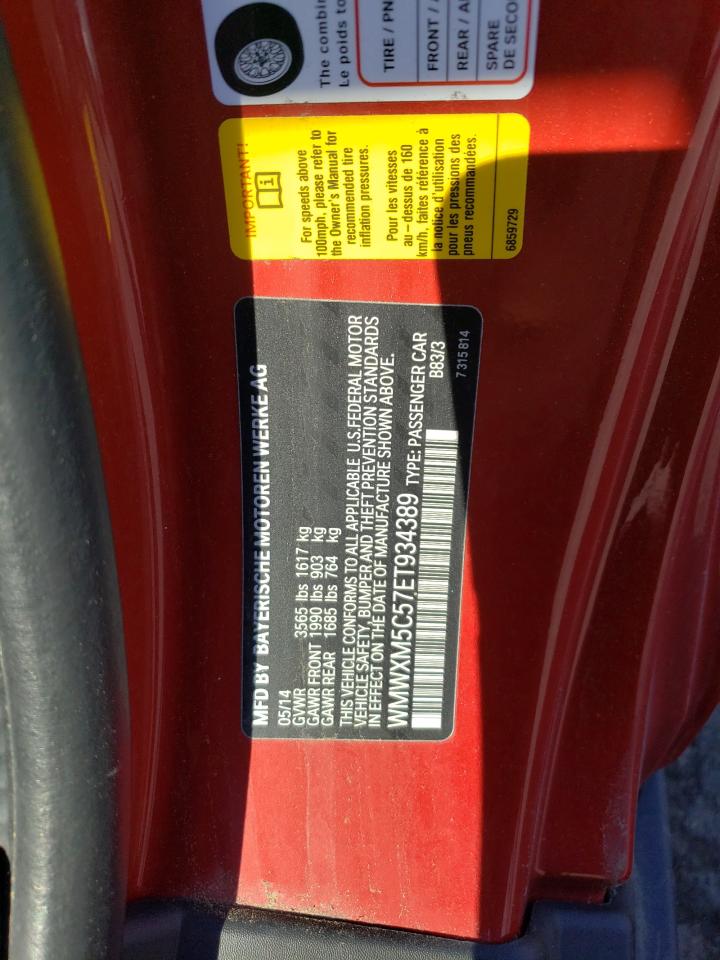 The combin
Le poids to
TIRE / PN
FRONT / A
REAR / AR
SPARE
DE SECO
IMPORTANT!
i
For speeds above
100mph, please refer to
the Owner's Manual for
recommended tire
inflation pressures.
Pour les vitesses
au-dessus de 160
km/h, faites référence à
la notice d'utilisation
pour les pressions des
pneus recommandées.
6859729
MFD BY BAYERISCHE MOTOREN WERKE AG
05/14
GVWR 3565 lbs 1617 kg
GAWR FRONT 1990 lbs 903 kg
GAWR REAR 1685 lbs 764 kg
THIS VEHICLE CONFORMS TO ALL APPLICABLE U.S.FEDERAL MOTOR
VEHICLE SAFETY, BUMPER AND THEFT PREVENTION STANDARDS
IN EFFECT ON THE DATE OF MANUFACTURE SHOWN ABOVE.
WMWXM5C57ET934389 TYPE: PASSENGER CAR
B83/3
7 315 814